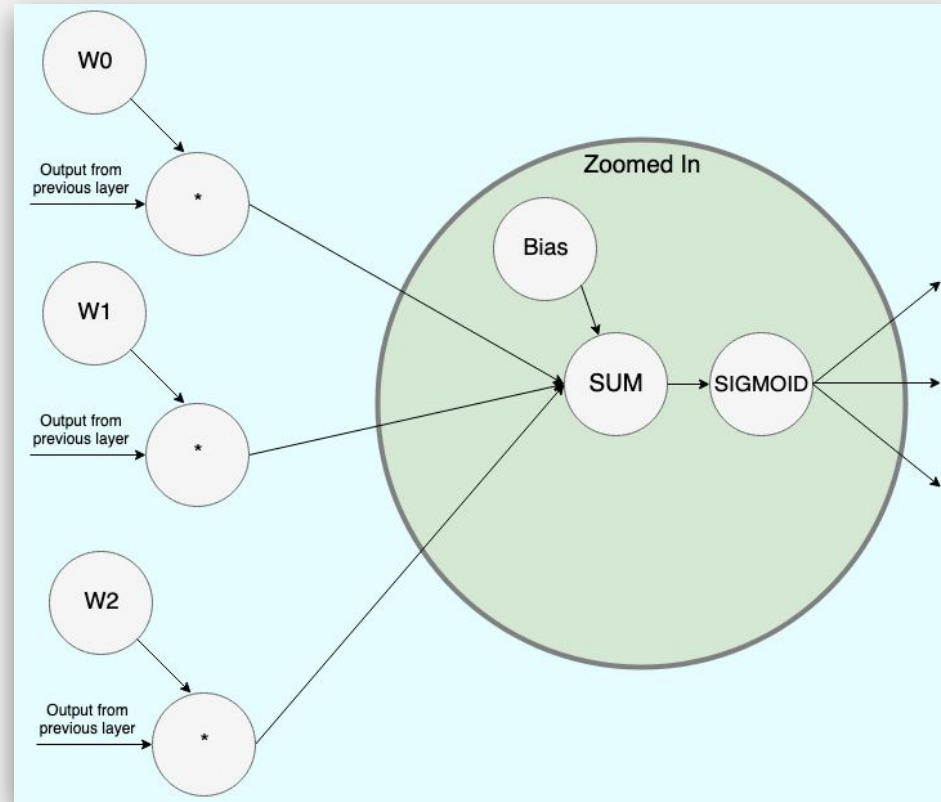 W0
Output from
previous layer
*
Zoomed In
Bias
W1
SUM
SIGMOID
Output from
previous layer
*
W2
Output from
previous layer
*